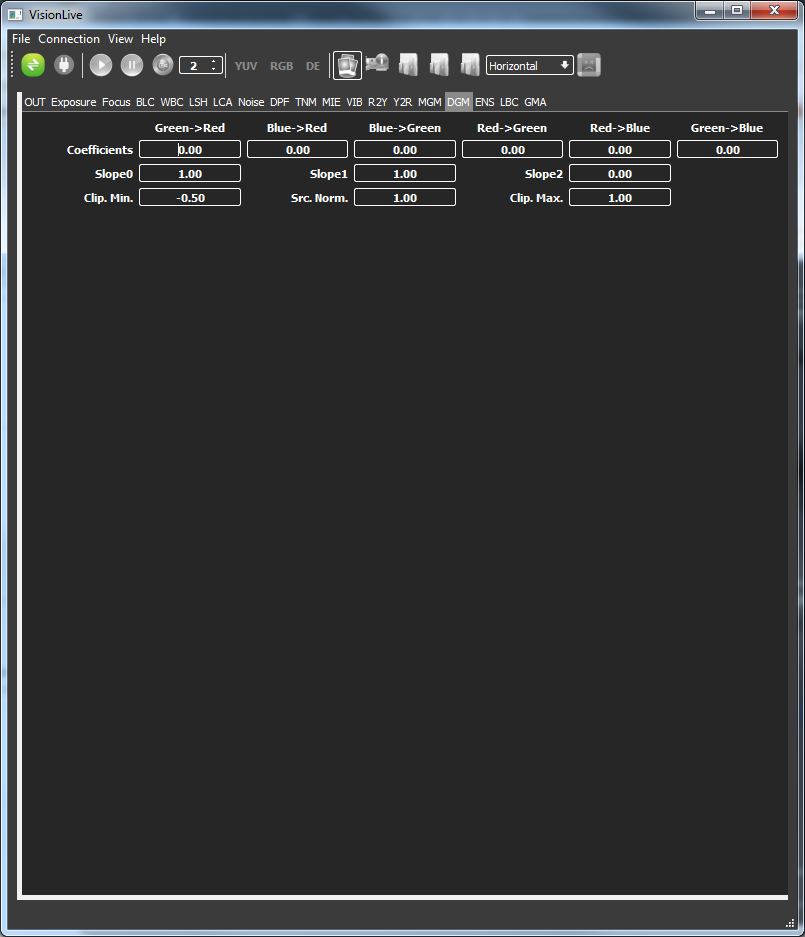 VisionLive
File Connection View Help
2 YUV RGB DE Horizontal
OUT Exposure Focus BLC WBC LSH LCA Noise DPF TNM MIE VIB R2Y Y2R MGM DGM ENS LBC GMA
Green->Red Blue->Red Blue->Green Red->Green Red->Blue Green->Blue
Coefficients 0.00 0.00 0.00 0.00 0.00 0.00
Slope0 1.00 Slope1 1.00 Slope2 0.00
Clip. Min. -0.50 Src. Norm. 1.00 Clip. Max. 1.00